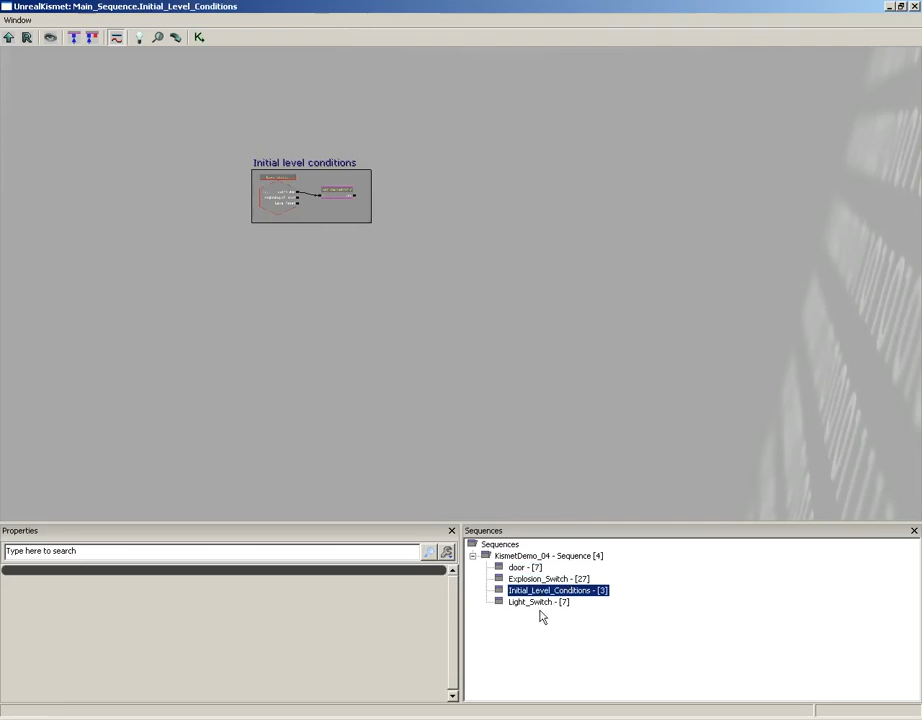 UnrealKismet: Main_Sequence.Initial_Level_Conditions
Window
Initial level conditions
Properties
Type here to search
Sequences
Sequences
KismetDemo_04 - Sequence [4]
door - [7]
Explosion_Switch - [27]
Initial_Level_Conditions - [3]
Light_Switch - [7]